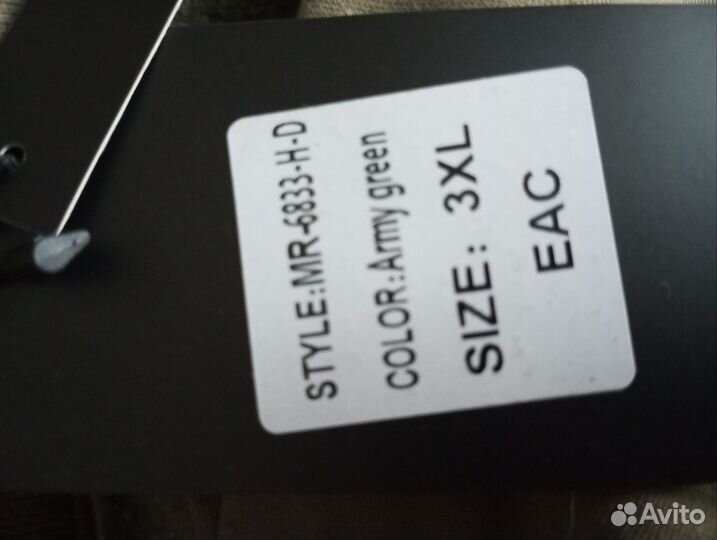 STYLE:MR-6833-H-D
COLOR:Army green
SIZE: 3XL
EAC
Avito